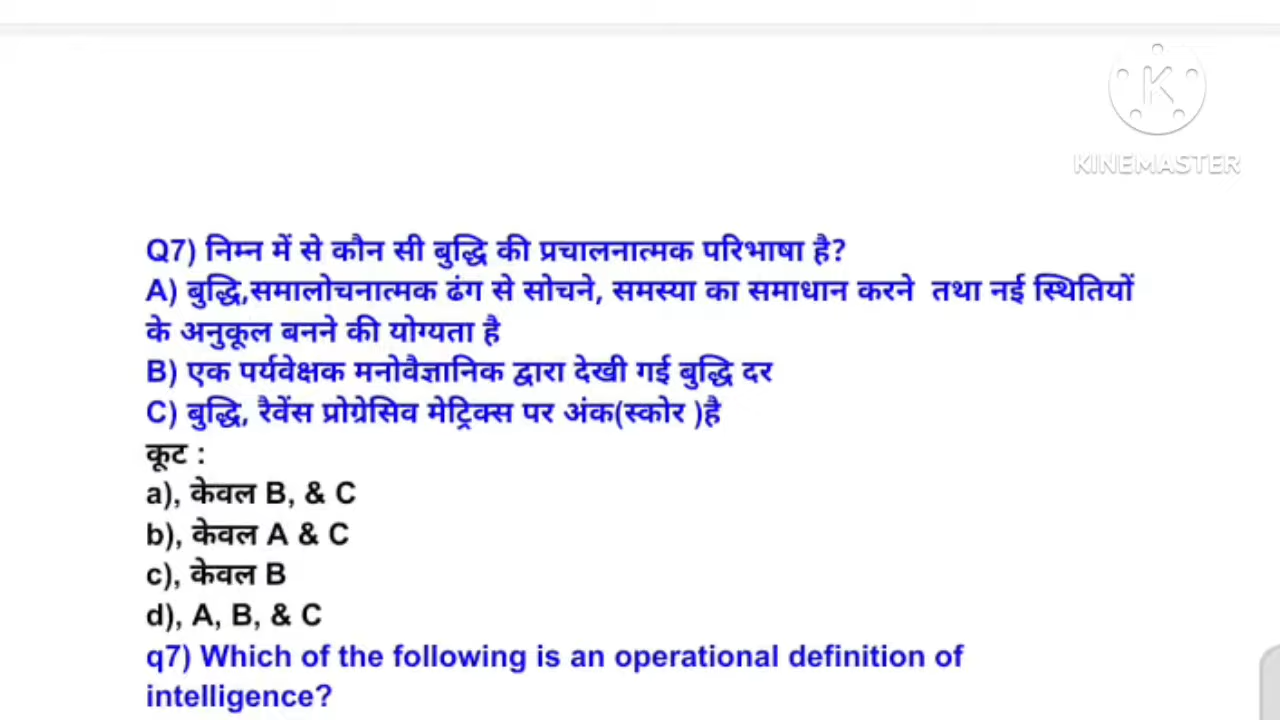 KINEMASTER
Q7) निम्न में से कौन सी बुद्धि की प्रचालनात्मक परिभाषा है?
A) बुद्धि,समालोचनात्मक ढंग से सोचने, समस्या का समाधान करने तथा नई स्थितियों
के अनुकूल बनने की योग्यता है
B) एक पर्यवेक्षक मनोवैज्ञानिक द्वारा देखी गई बुद्धि दर
C) बुद्धि, रैवेंस प्रोग्रेसिव मेट्रिक्स पर अंक(स्कोर )है
कूट :
a), केवल B, & C
b), केवल A & C
c), केवल B
d), A, B, & C
q7) Which of the following is an operational definition of
intelligence?